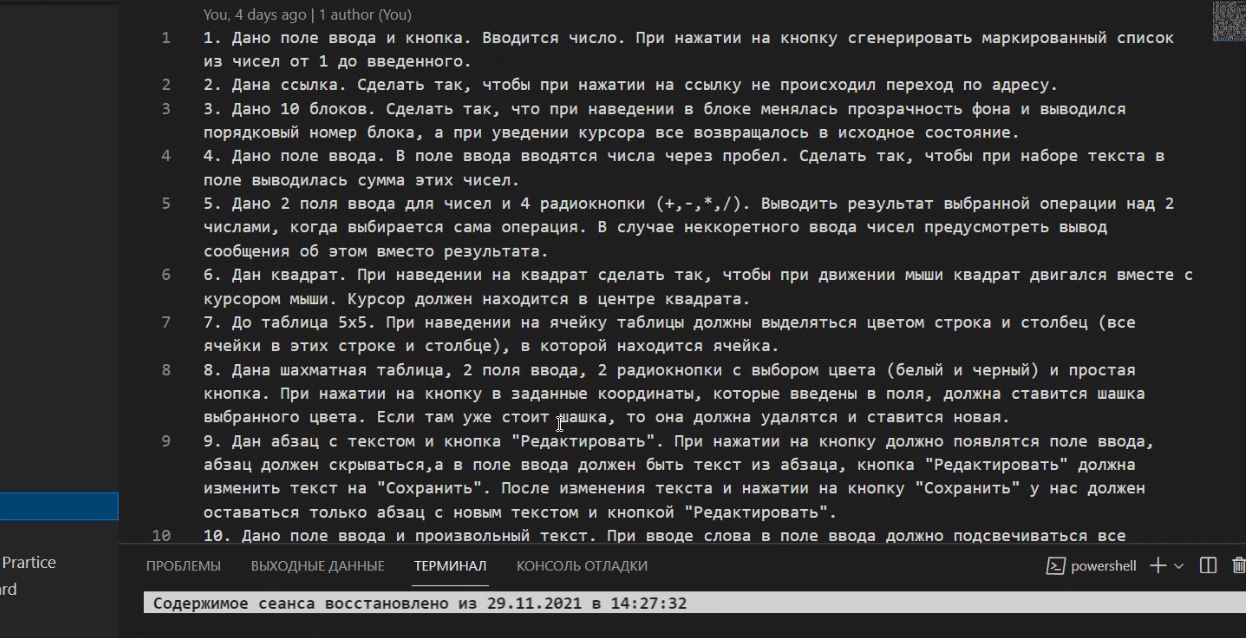 You, 4 days ago | 1 author (You)
1 1. Дано поле ввода и кнопка. Вводится число. При нажатии на кнопку сгенерировать маркированный список
из чисел от 1 до введенного.
2 2. Дана ссылка. Сделать так, чтобы при нажатии на ссылку не происходил переход по адресу.
3 3. Дано 10 блоков. Сделать так, что при наведении в блоке менялась прозрачность фона и выводился
порядковый номер блока, а при уведении курсора все возвращалось в исходное состояние.
4 4. Дано поле ввода. В поле ввода вводятся числа через пробел. Сделать так, чтобы при наборе текста в
поле выводилась сумма этих чисел.
5 5. Дано 2 поля ввода для чисел и 4 радиокнопки (+,-,*,/). Выводить результат выбранной операции над 2
числами, когда выбирается сама операция. В случае неккоретного ввода чисел предусмотреть вывод
сообщения об этом вместо результата.
6 6. Дан квадрат. При наведении на квадрат сделать так, чтобы при движении мыши квадрат двигался вместе с
курсором мыши. Курсор должен находится в центре квадрата.
7 7. До таблица 5х5. При наведении на ячейку таблицы должны выделяться цветом строка и столбец (все
ячейки в этих строке и столбце), в которой находится ячейка.
8 8. Дана шахматная таблица, 2 поля ввода, 2 радиокнопки с выбором цвета (белый и черный) и простая
кнопка. При нажатии на кнопку в заданные координаты, которые введены в поля, должна ставится шашка
выбранного цвета. Если там уже стоит шашка, то она должна удалятся и ставится новая.
9 9. Дан абзац с текстом и кнопка "Редактировать". При нажатии на кнопку должно появлятся поле ввода,
абзац должен скрываться,а в поле ввода должен быть текст из абзаца, кнопка "Редактировать" должна
изменить текст на "Сохранить". После изменения текста и нажатии на кнопку "Сохранить" у нас должен
оставаться только абзац с новым текстом и кнопкой "Редактировать".
10 10. Дано поле ввода и произвольный текст. При вводе слова в поле ввода должно подсвечиваться все
Prartice
rd
ПРОБЛЕМЫ ВЫХОДНЫЕ ДАННЫЕ ТЕРМИНАЛ КОНСОЛЬ ОТЛАДКИ powershell
Содержимое сеанса восстановлено из 29.11.2021 в 14:27:32